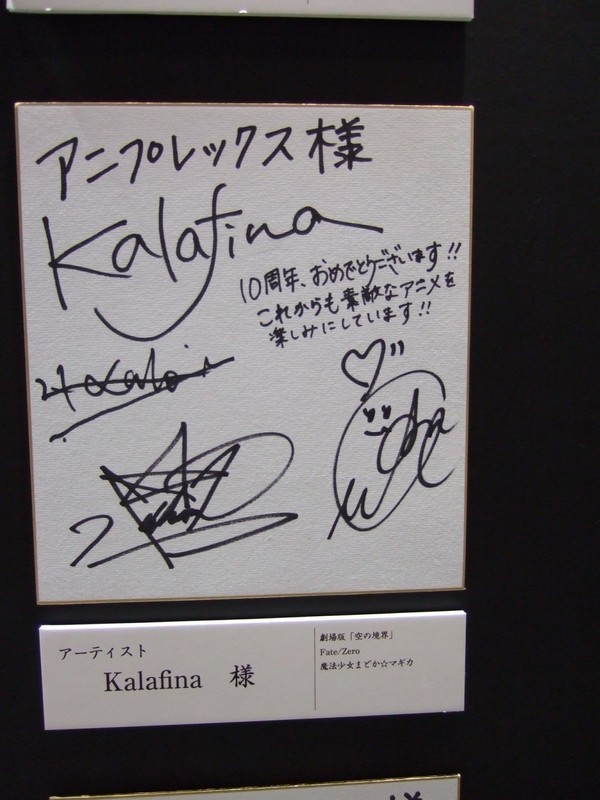 アニプレックス様
Kalafina
10周年、おめでとうございます!!
これからも素敵なアニメを
楽しみにしています!!
アーティスト
Kalafina 様
劇場版「空の境界」
Fate/Zero
魔法少女まどか☆マギカ
様